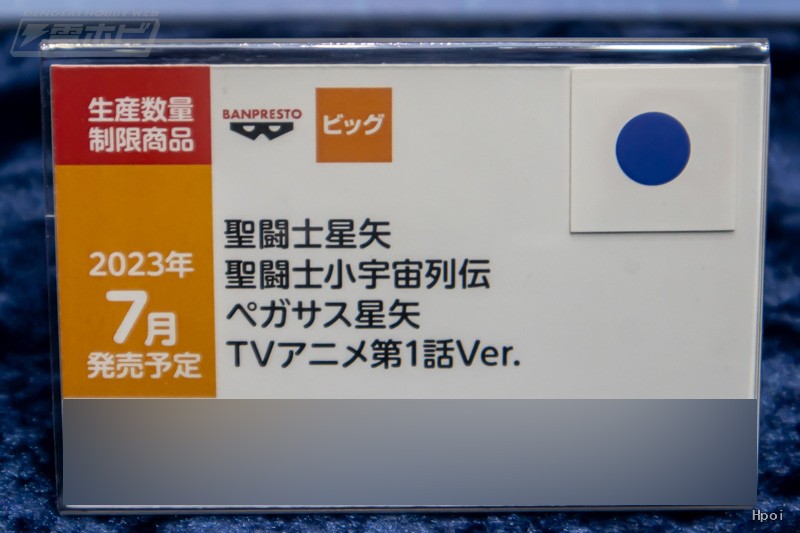 DENGEKI HOBBY WEB
電ホビ
生産数量
制限商品
BANPRESTO
ビッグ
2023年
7月
発売予定
聖闘士星矢
聖闘士小宇宙列伝
ペガサス星矢
TVアニメ第1話Ver.
Hpoi